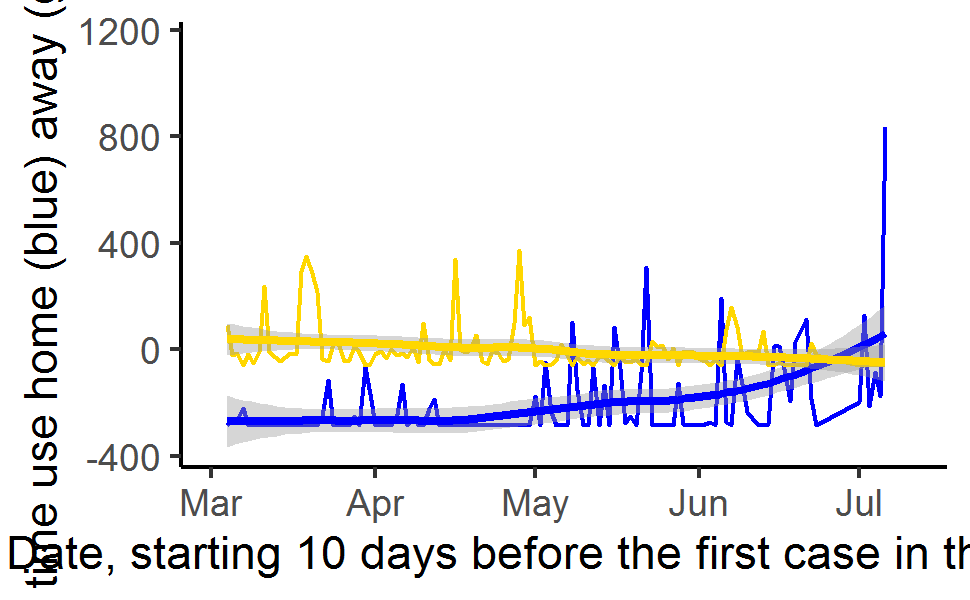 1200
800
400
0
-400
time use home (blue) away (
Mar Apr May Jun Jul
Date, starting 10 days before the first case in th